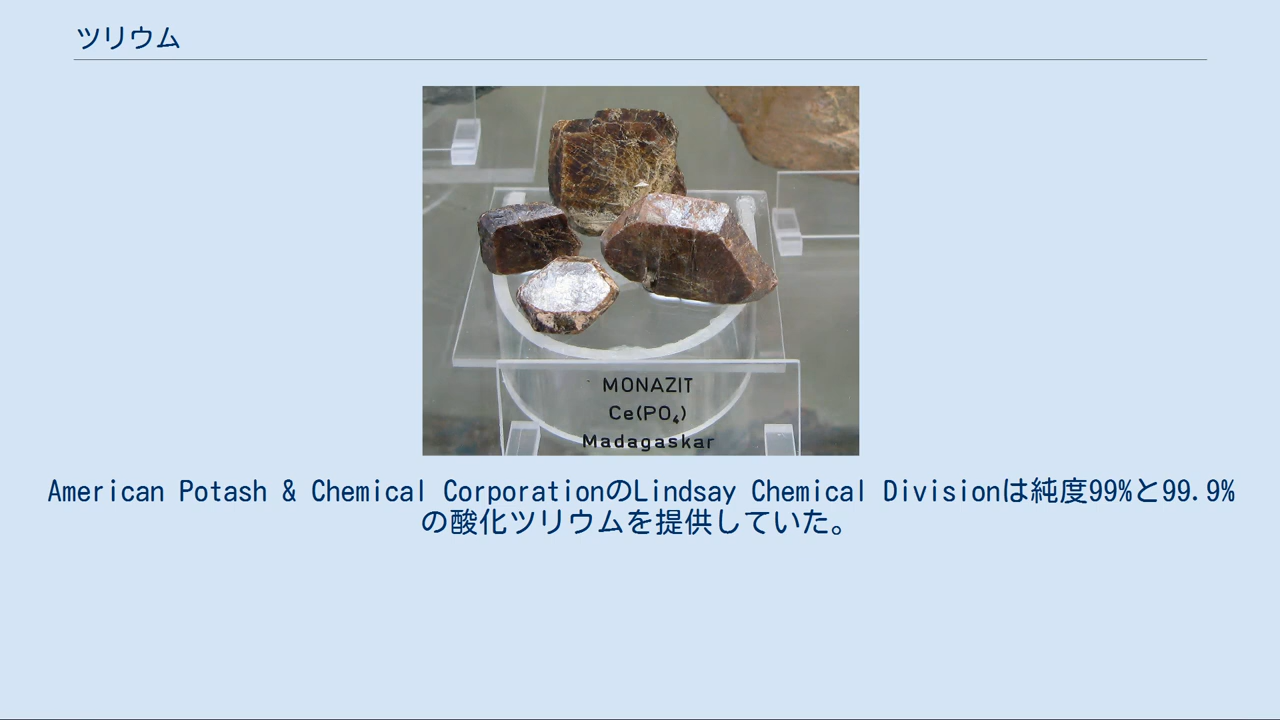 ツリウム
MONAZIT
Ce(PO₄)
Madagaskar
American Potash & Chemical CorporationのLindsay Chemical Divisionは純度99%と99.9%
の酸化ツリウムを提供していた。